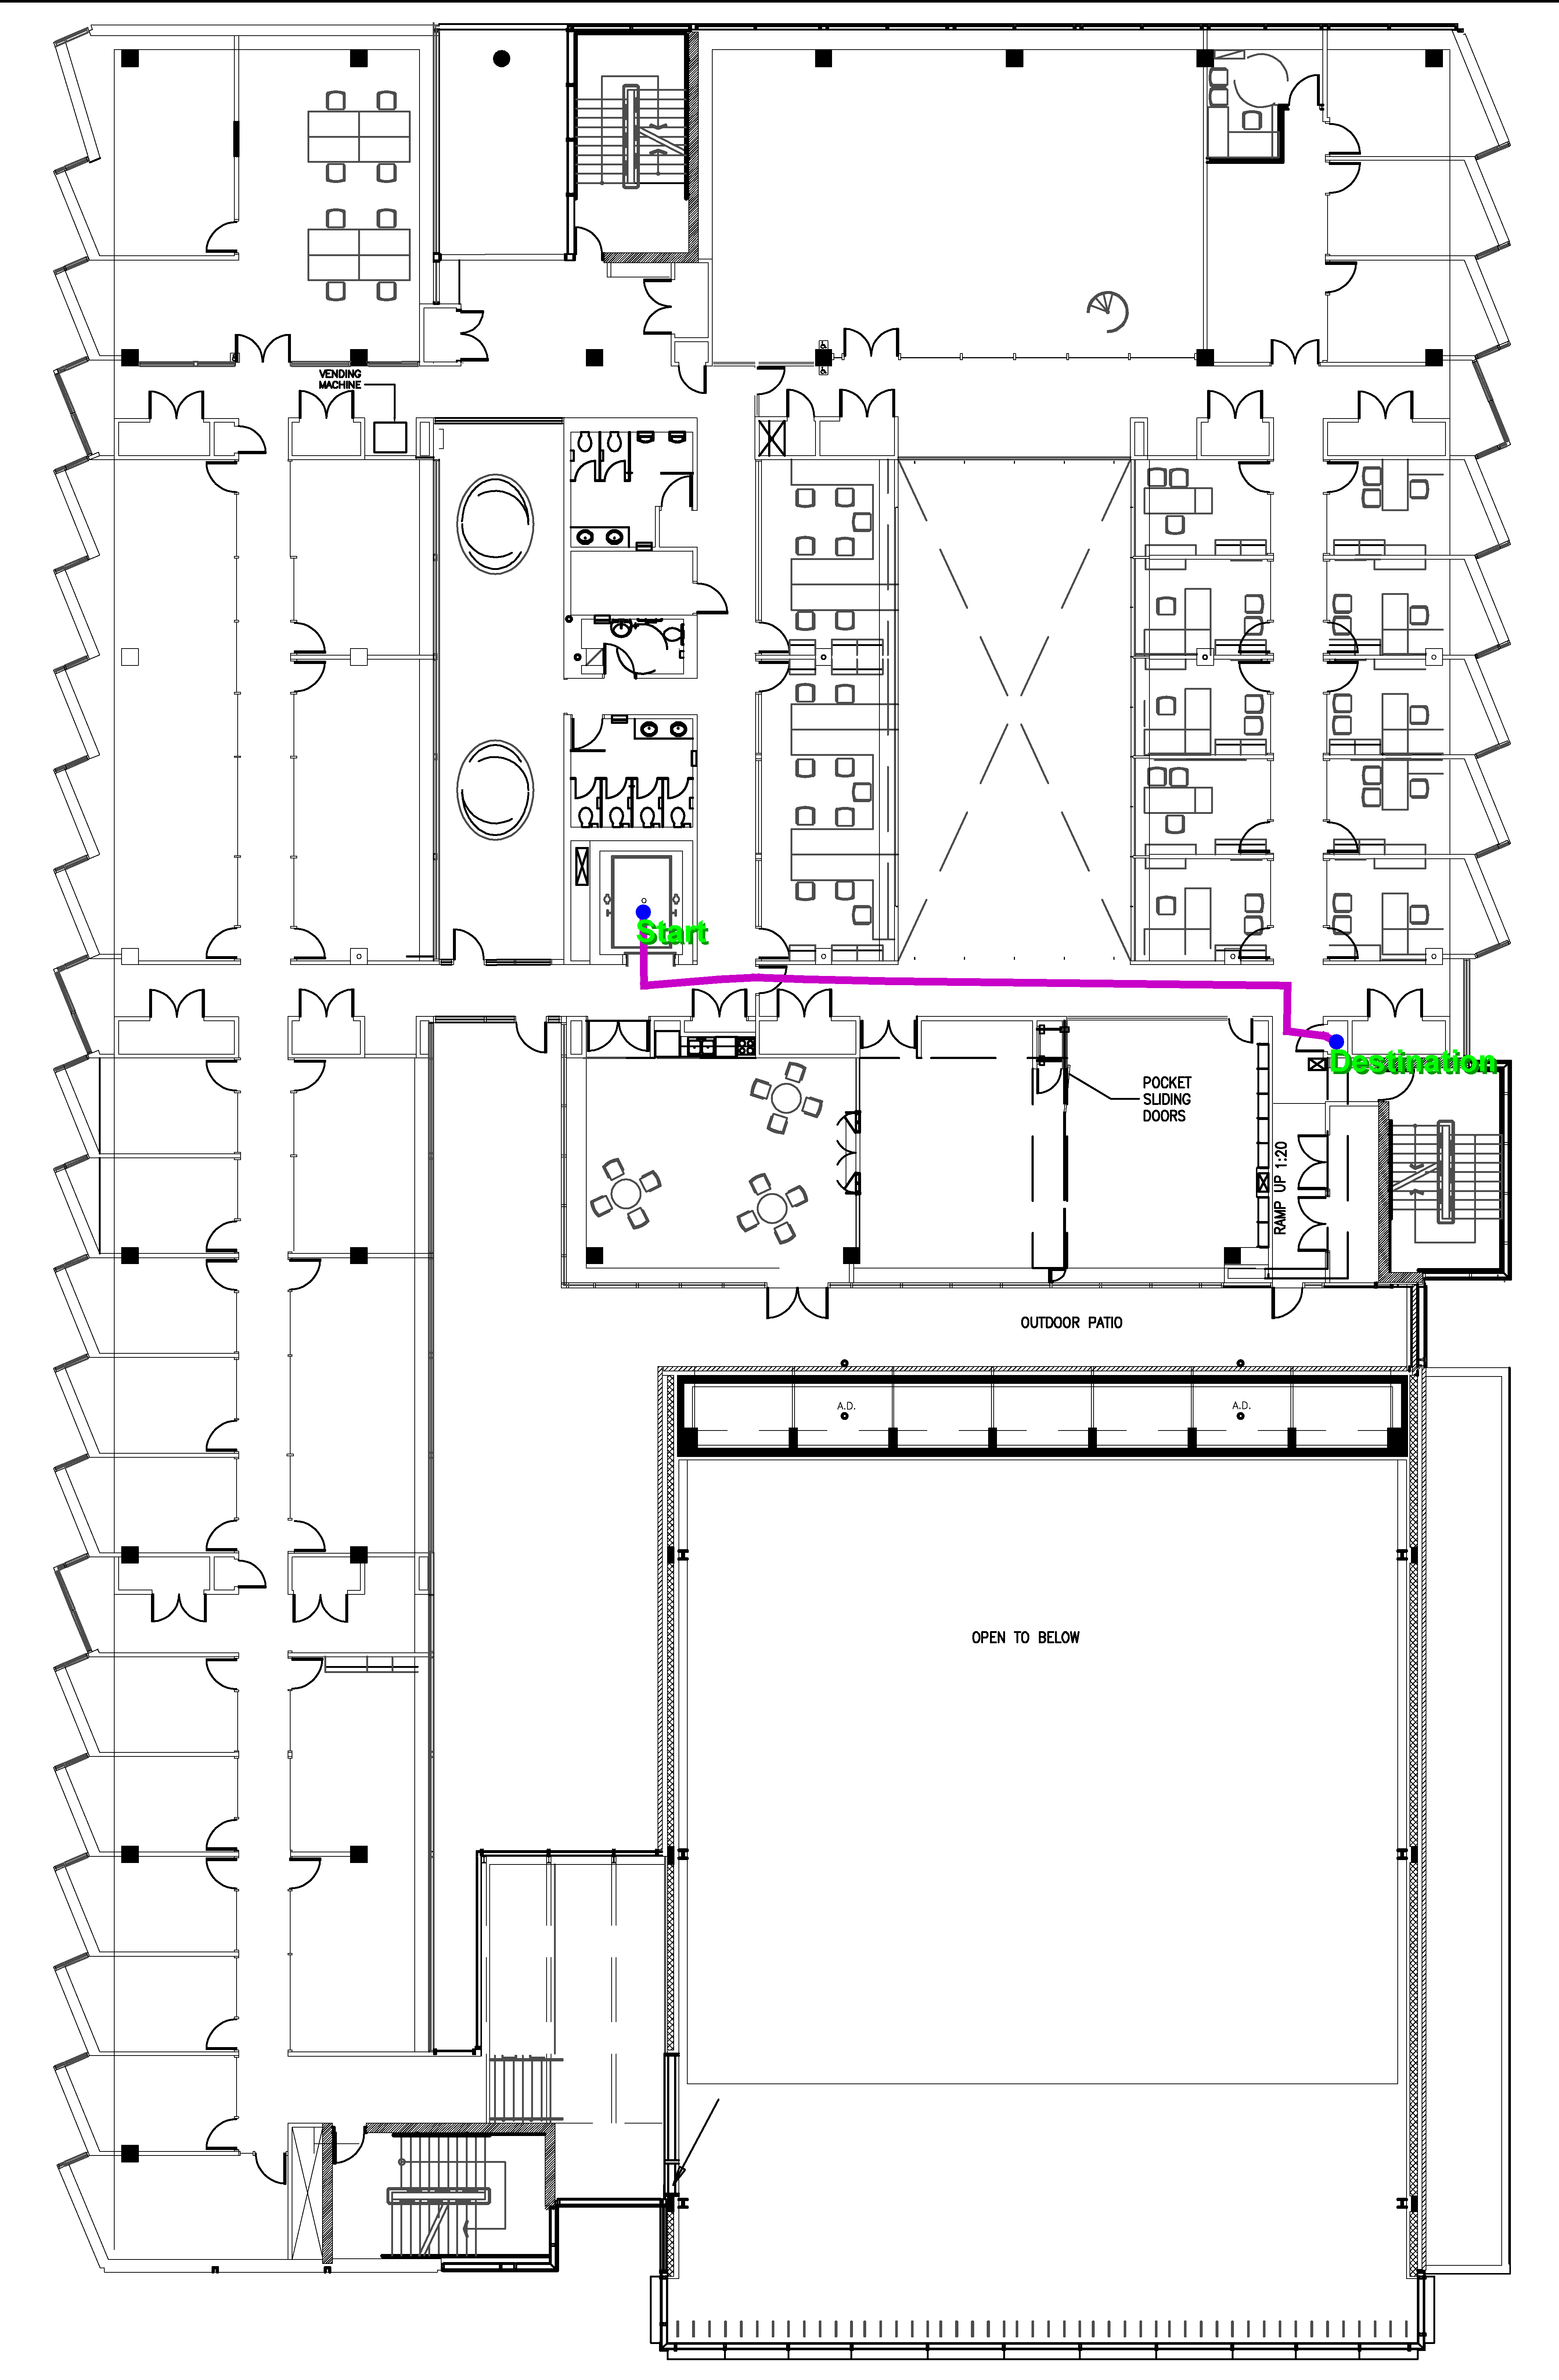 VENDING
MACHINE
Start
Destination
POCKET
SLIDING
DOORS
RAMP UP 1:20
OUTDOOR PATIO
A.D.
A.D.
OPEN TO BELOW